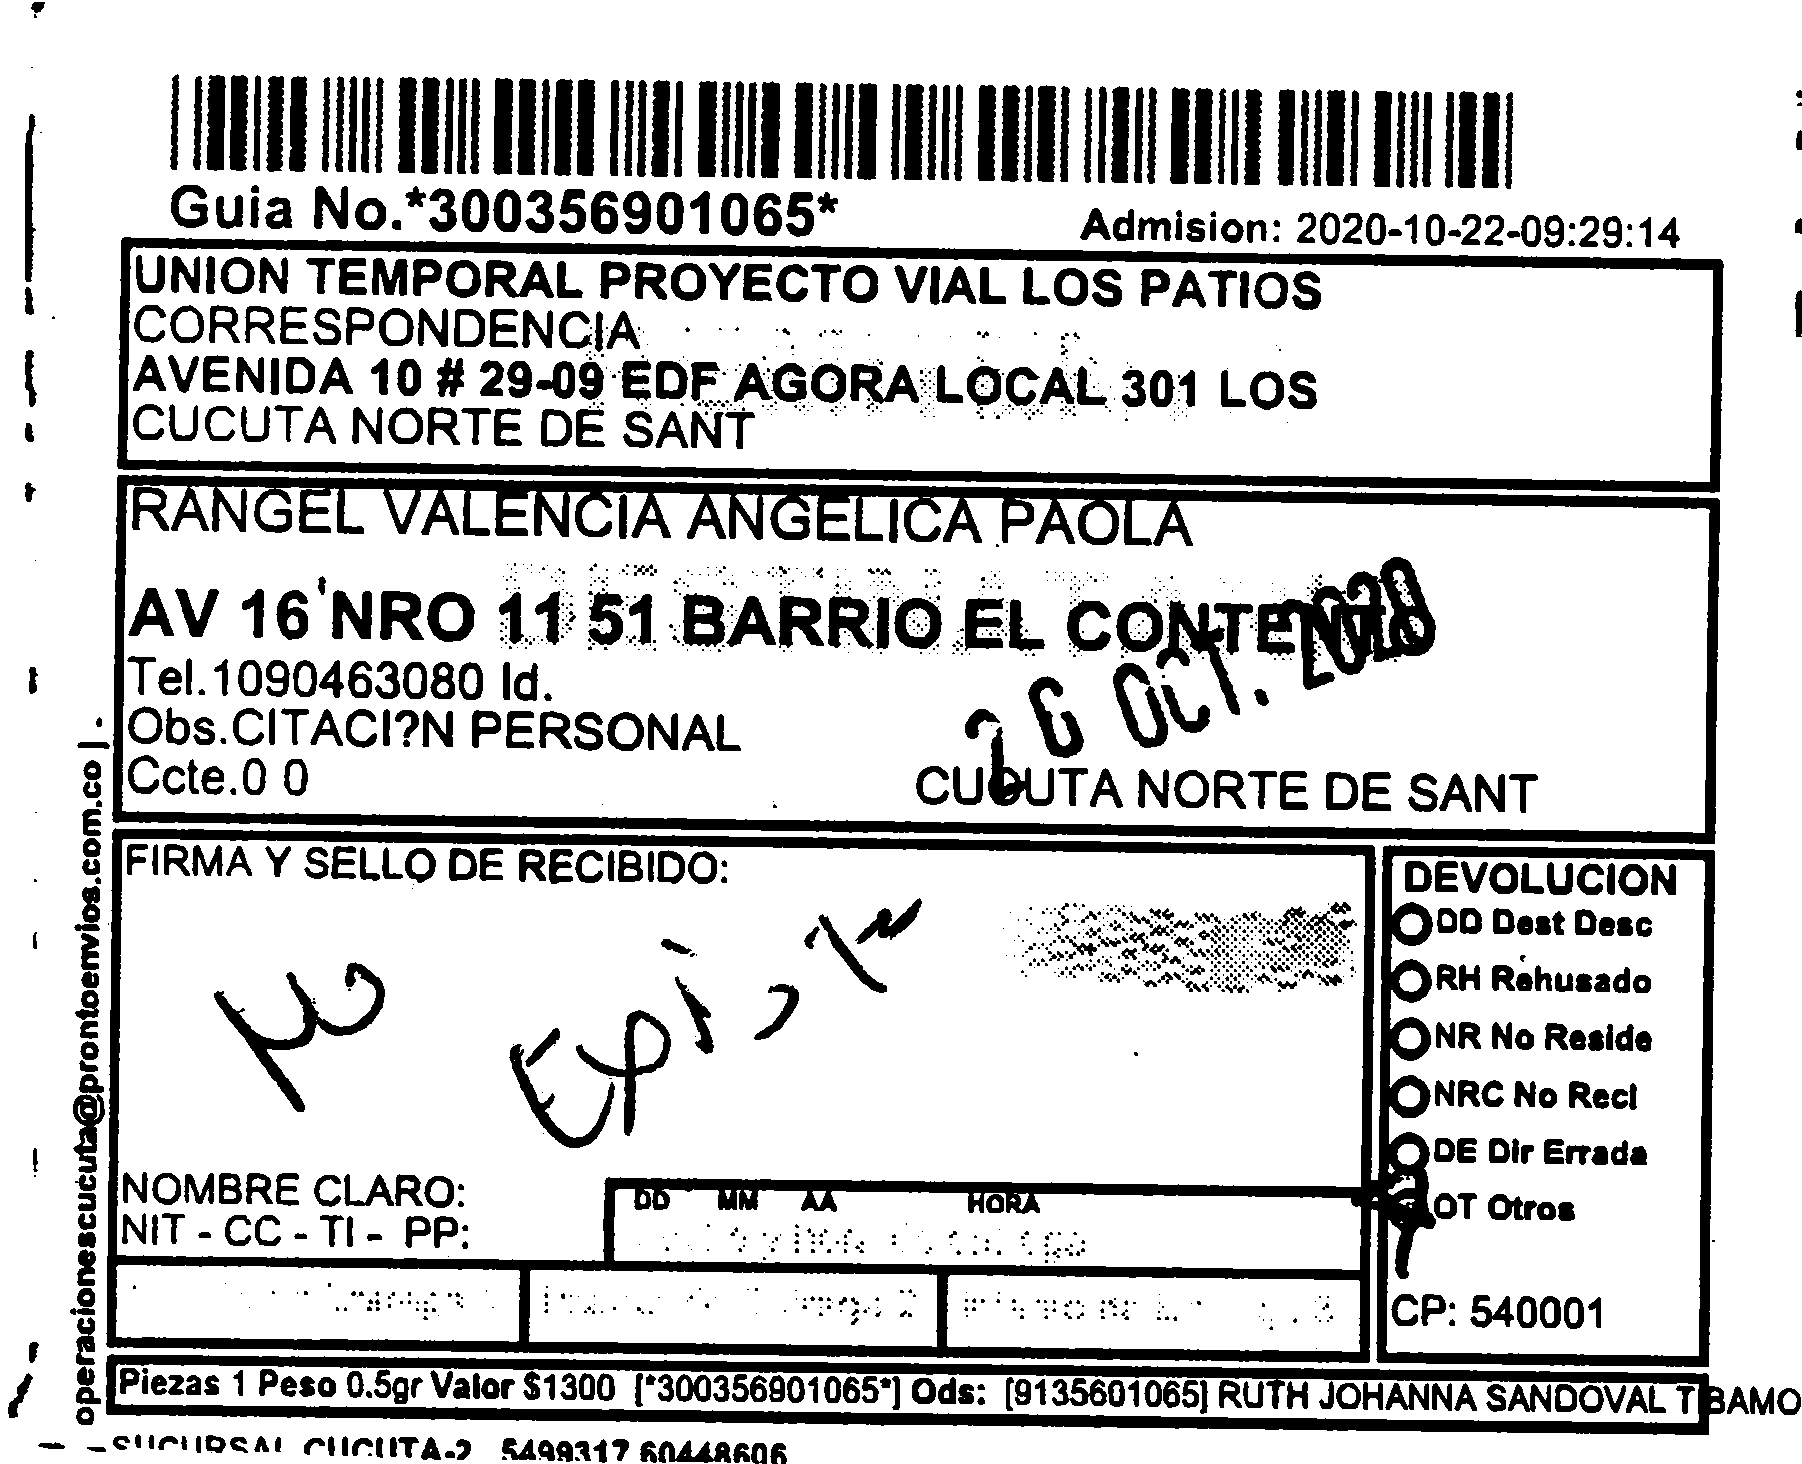 Guia No.*300356901065*
Admision: 2020-10-22-09:29:14
UNION TEMPORAL PROYECTO VIAL LOS PATIOS
CORRESPONDENCIA
AVENIDA 10 # 29-09 EDF AGORA LOCAL 301 LOS
CUCUTA NORTE DE SANT
RANGEL VALENCIA ANGELICA PAOLA
AV 16 NRO 11 51 BARRIO EL CONTENTO
26 OCT. 2020
Tel.1090463080 Id.
Obs.CITACI?N PERSONAL
Ccte.0 0
CUCUTA NORTE DE SANT
operacionescucuta@prontoenvios.com.co | .
FIRMA Y SELLO DE RECIBIDO:
NOMBRE CLARO:
NIT - CC - TI - PP:
DD MM AA HORA
DEVOLUCION
DD Dest Desc
RH Rehusado
NR No Reside
NRC No Recl
DE Dir Errada
OT Otros
CP: 540001
Piezas 1 Peso 0.5gr Valor $1300 [*300356901065*] Ods: [9135601065] RUTH JOHANNA SANDOVAL TIBAMO
SUCURSAL CUCUTA-2 5499317 60448606